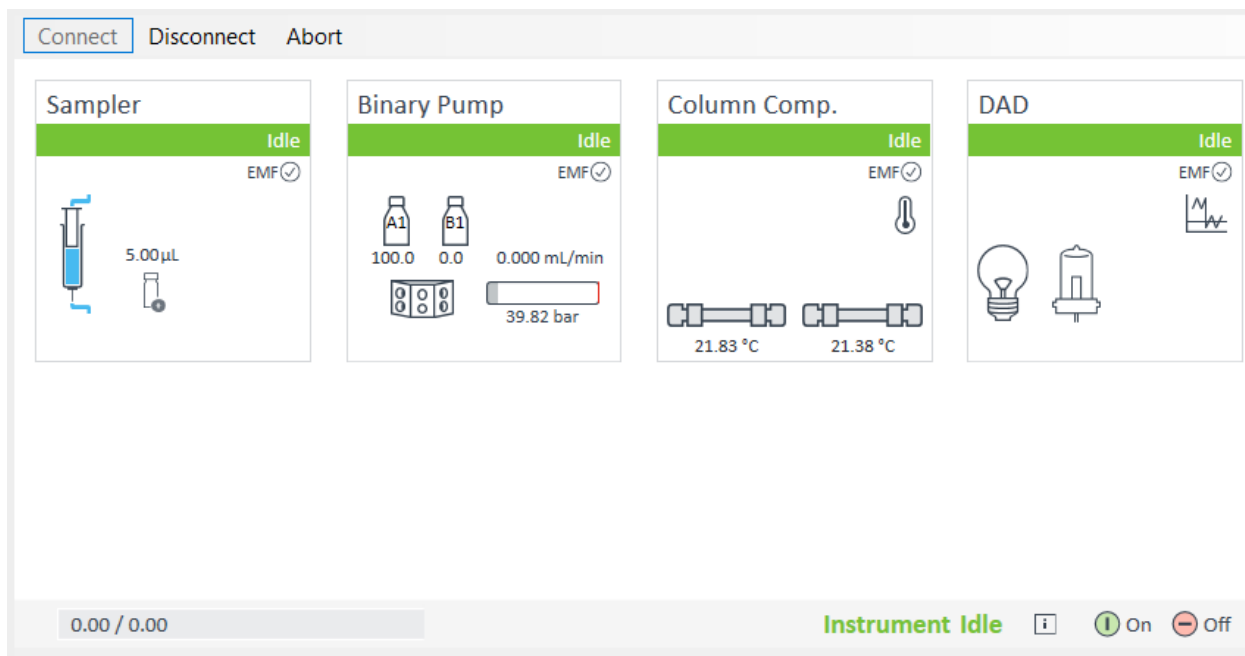 Connect Disconnect Abort
Sampler
Idle
EMF
5.00 µL
Binary Pump
Idle
EMF
A1 B1
100.0 0.0 0.000 mL/min
39.82 bar
Column Comp.
Idle
EMF
21.83 °C 21.38 °C
DAD
Idle
EMF
0.00 / 0.00 Instrument Idle i On Off